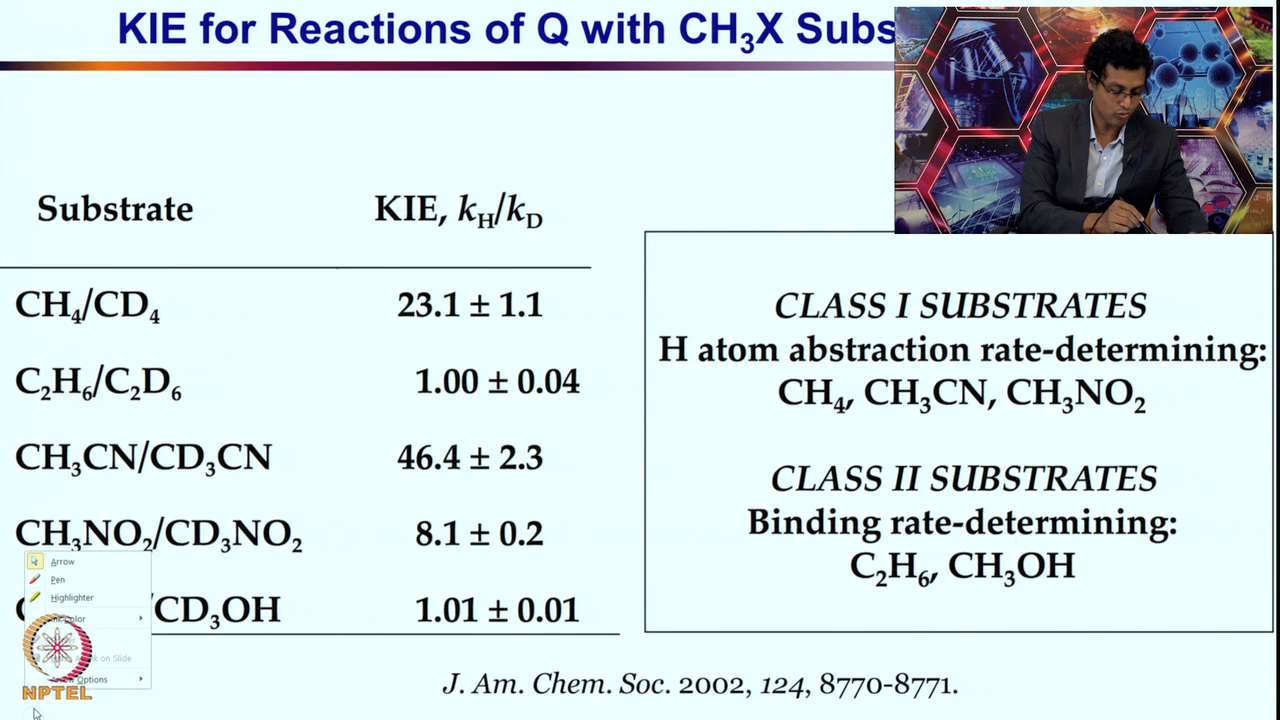 KIE for Reactions of Q with CH₃X Subs
Substrate KIE, kH/kD
CH₄/CD₄ 23.1 ± 1.1
C₂H₆/C₂D₆ 1.00 ± 0.04
CH₃CN/CD₃CN 46.4 ± 2.3
CH₃NO₂/CD₃NO₂ 8.1 ± 0.2
/CD₃OH 1.01 ± 0.01
CLASS I SUBSTRATES
H atom abstraction rate-determining:
CH₄, CH₃CN, CH₃NO₂
CLASS II SUBSTRATES
Binding rate-determining:
C₂H₆, CH₃OH
J. Am. Chem. Soc. 2002, 124, 8770-8771.
Arrow
Pen
Highlighter
Color
on Slide
Options
NPTEL